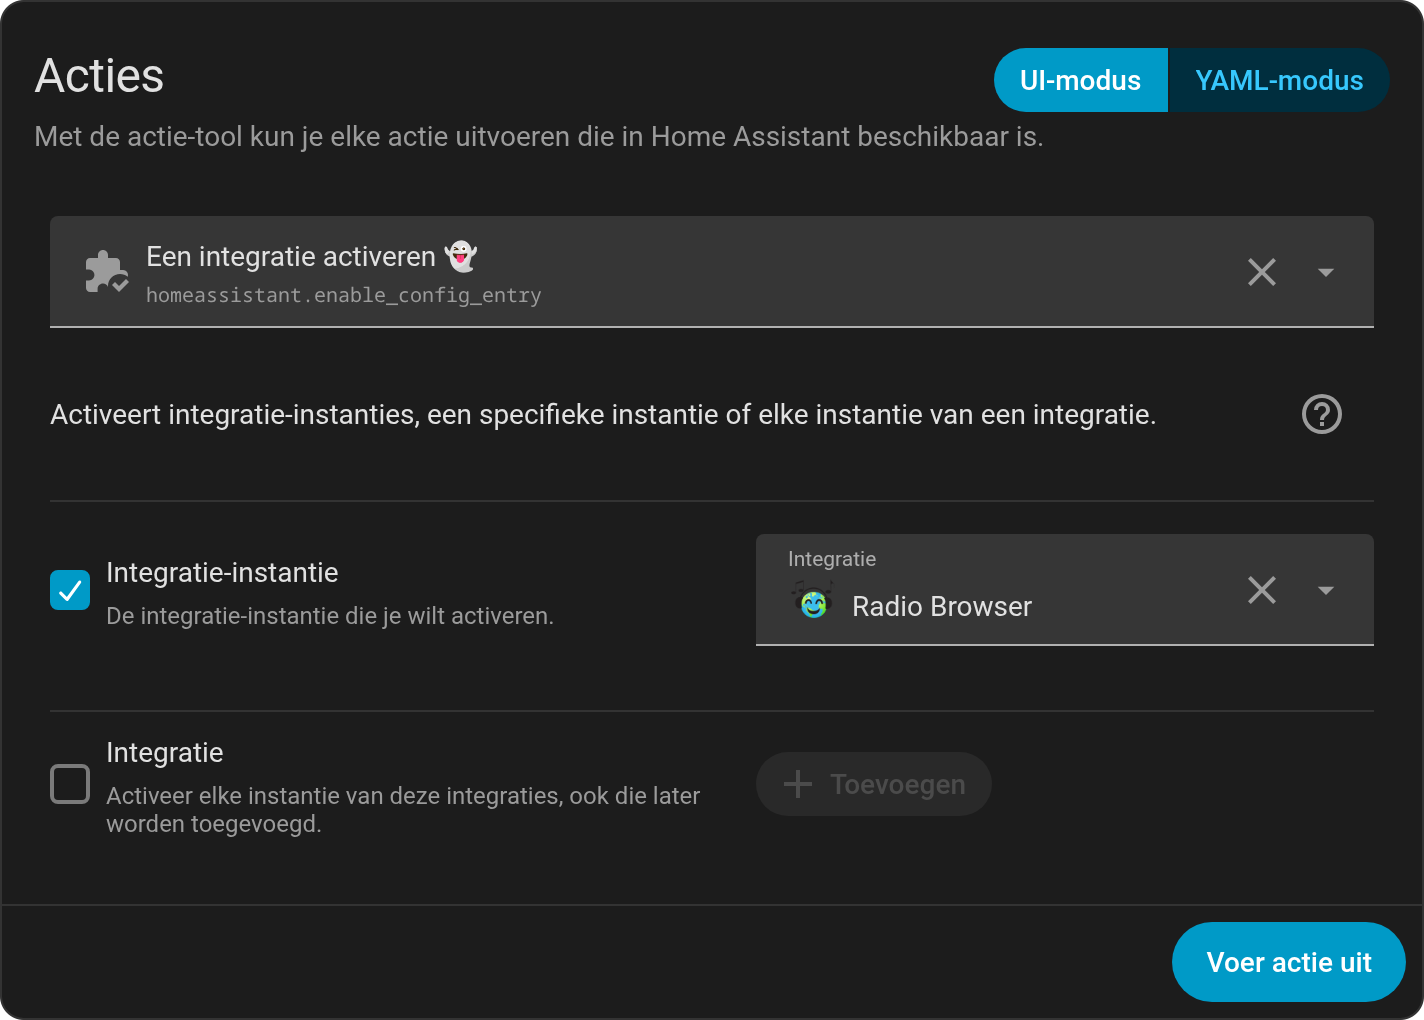 Acties
UI-modus
YAML-modus
Met de actie-tool kun je elke actie uitvoeren die in Home Assistant beschikbaar is.
Een integratie activeren 👻
homeassistant.enable_config_entry
Activeert integratie-instanties, een specifieke instantie of elke instantie van een integratie.
Integratie-instantie
De integratie-instantie die je wilt activeren.
Integratie
Radio Browser
Integratie
Activeer elke instantie van deze integraties, ook die later
worden toegevoegd.
Toevoegen
Voer actie uit